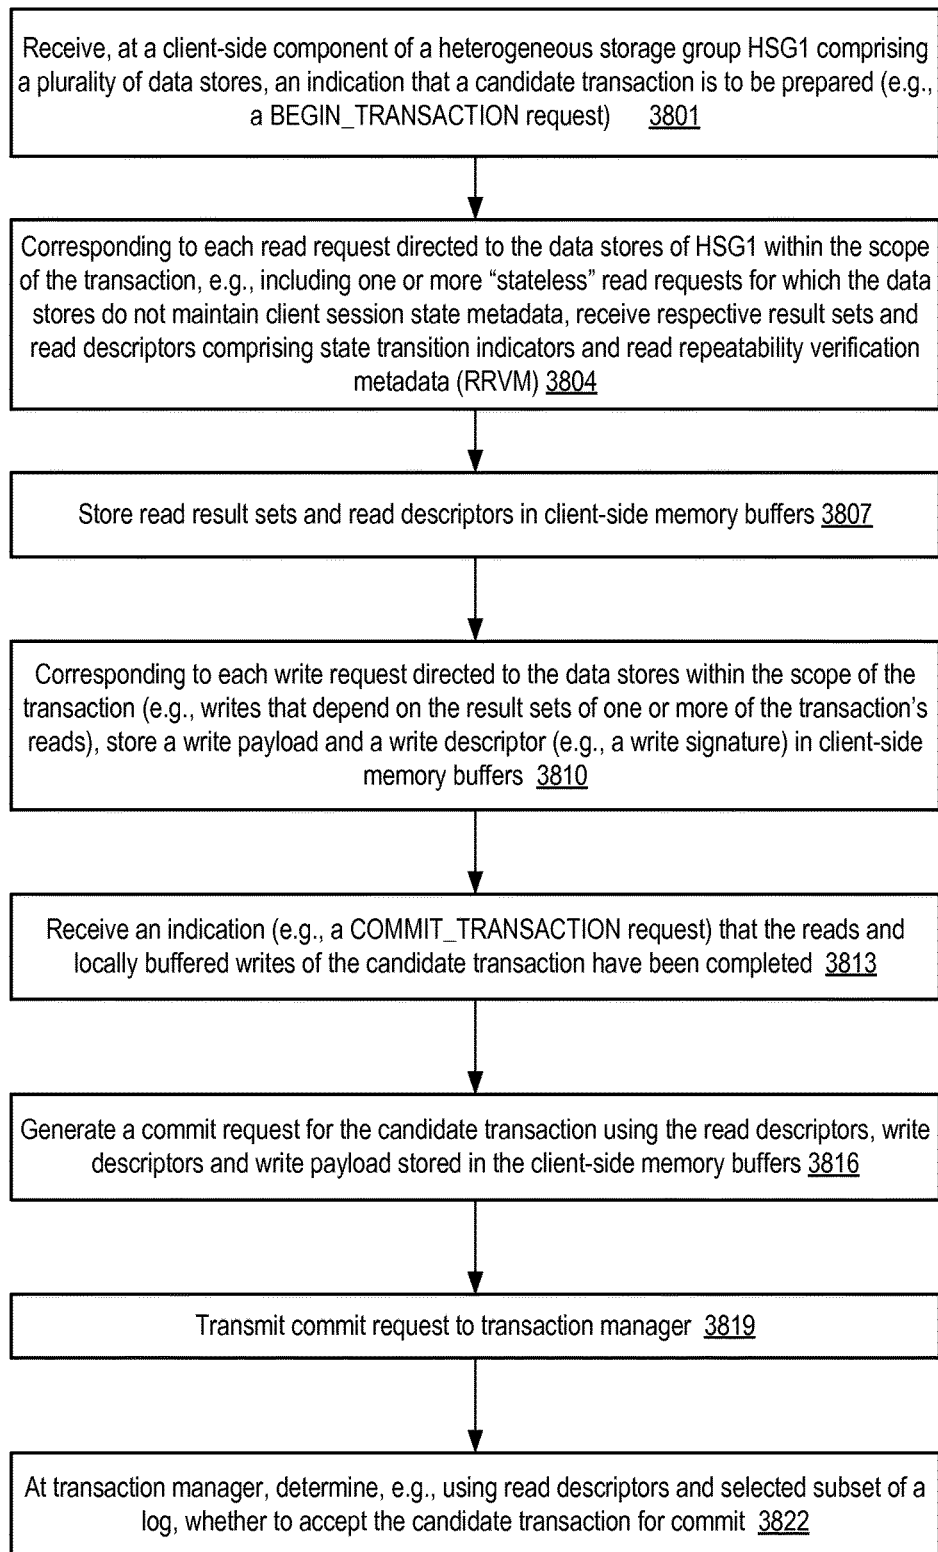 Receive, at a client-side component of a heterogeneous storage group HSG1 comprising
a plurality of data stores, an indication that a candidate transaction is to be prepared (e.g.,
a BEGIN_TRANSACTION request) 3801
Corresponding to each read request directed to the data stores of HSG1 within the scope
of the transaction, e.g., including one or more “stateless” read requests for which the data
stores do not maintain client session state metadata, receive respective result sets and
read descriptors comprising state transition indicators and read repeatability verification
metadata (RRVM) 3804
Store read result sets and read descriptors in client-side memory buffers 3807
Corresponding to each write request directed to the data stores within the scope of the
transaction (e.g., writes that depend on the result sets of one or more of the transaction’s
reads), store a write payload and a write descriptor (e.g., a write signature) in client-side
memory buffers 3810
Receive an indication (e.g., a COMMIT_TRANSACTION request) that the reads and
locally buffered writes of the candidate transaction have been completed 3813
Generate a commit request for the candidate transaction using the read descriptors, write
descriptors and write payload stored in the client-side memory buffers 3816
Transmit commit request to transaction manager 3819
At transaction manager, determine, e.g., using read descriptors and selected subset of a
log, whether to accept the candidate transaction for commit 3822